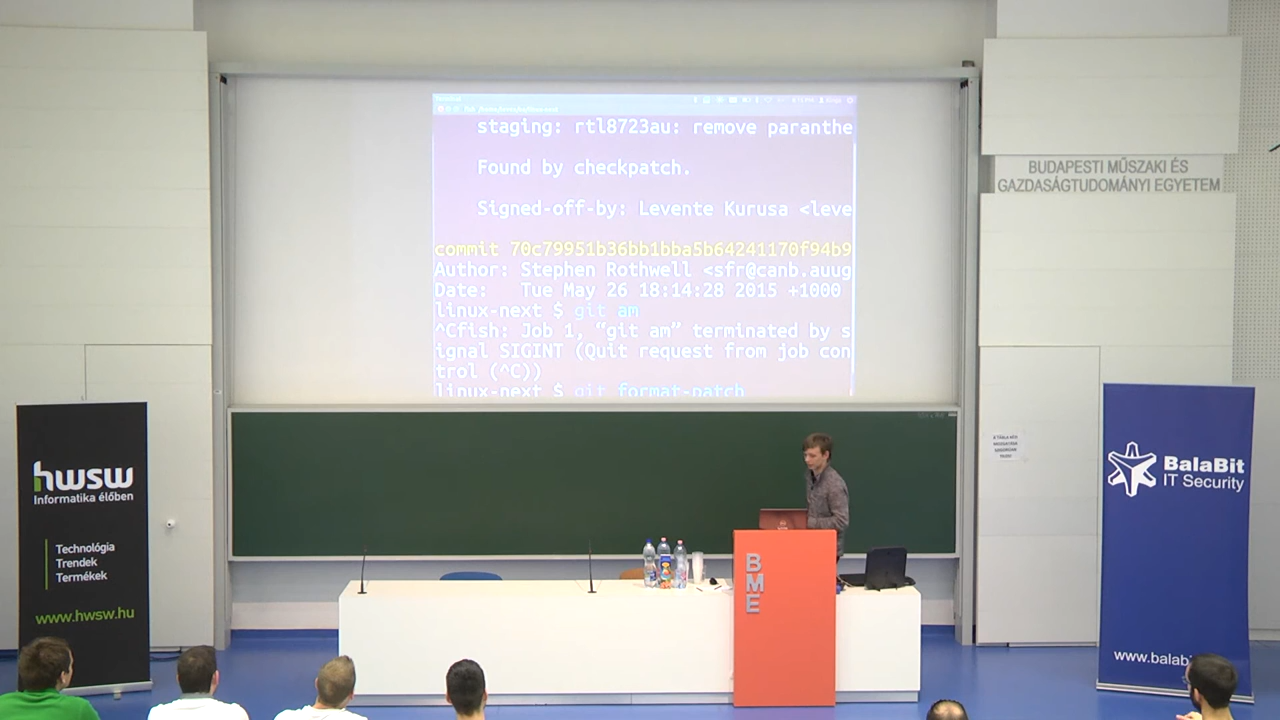 staging: rtl8723au: remove paranthe
Found by checkpatch.
Signed-off-by: Levente Kurusa <leve
commit 70c79951b36bb1bba5b64241170f94b9
Author: Stephen Rothwell <sfr@canb.auug
Date: Tue May 26 18:14:28 2015 +1000
linux-next $ git am
^Cfish: Job 1, “git am” terminated by s
ignal SIGINT (Quit request from job con
trol (^C))
linux-next $ git format-patch
BUDAPESTI MŰSZAKI ÉS
GAZDASÁGTUDOMÁNYI EGYETEM
hwsw
Informatika élőben
Technológia
Trendek
Termékek
www.hwsw.hu
BME
BalaBit
IT Security
www.balab